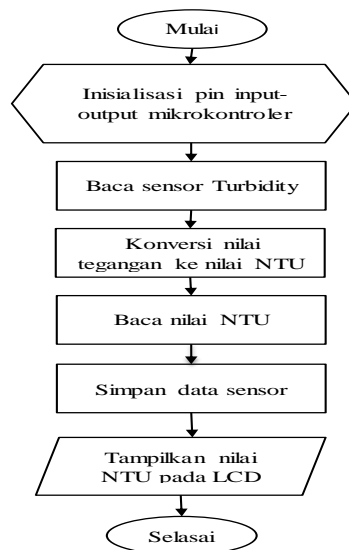 Mulai
Inisialisasi pin input-
output mikrokontroler
Baca sensor Turbidity
Konversi nilai
tegangan ke nilai NTU
Baca nilai NTU
Simpan data sensor
Tampilkan nilai
NTU pada LCD
Selasai